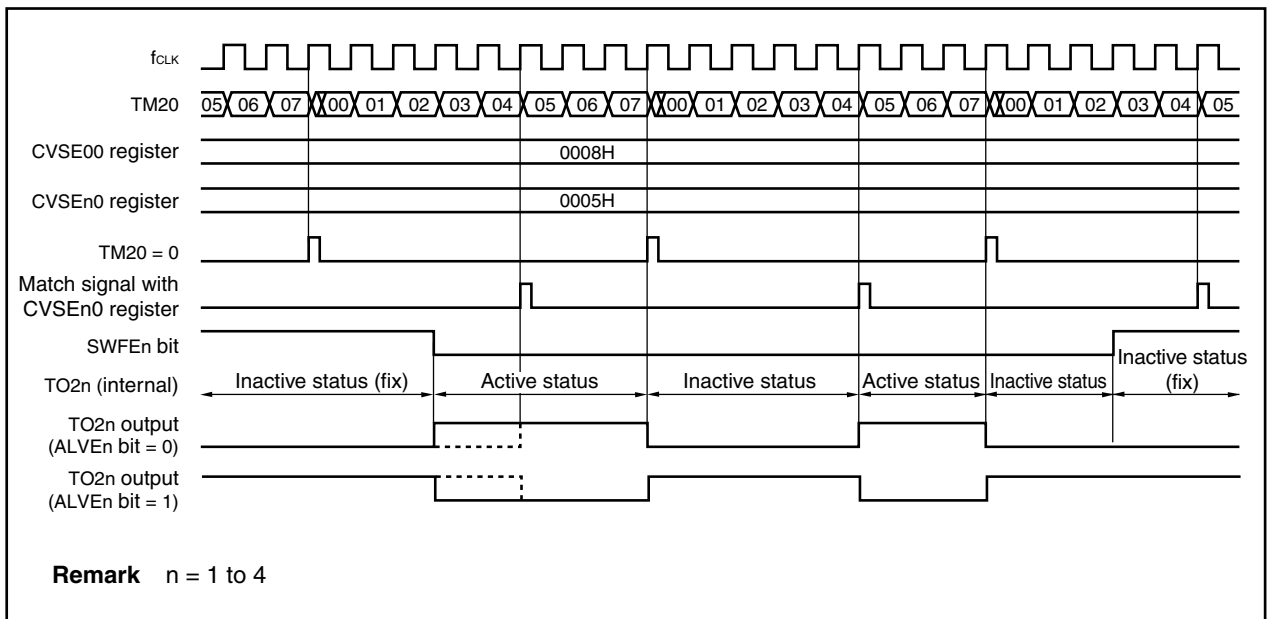 fCLK
TM20 05 06 07 00 01 02 03 04 05 06 07 00 01 02 03 04 05 06 07 00 01 02 03 04 05
CVSE00 register 0008H
CVSEn0 register 0005H
TM20 = 0
Match signal with
CVSEn0 register
SWFEn bit
TO2n (internal) Inactive status (fix) Active status Inactive status Active status Inactive status Inactive status
(fix)
TO2n output
(ALVEn bit = 0)
TO2n output
(ALVEn bit = 1)
Remark n = 1 to 4